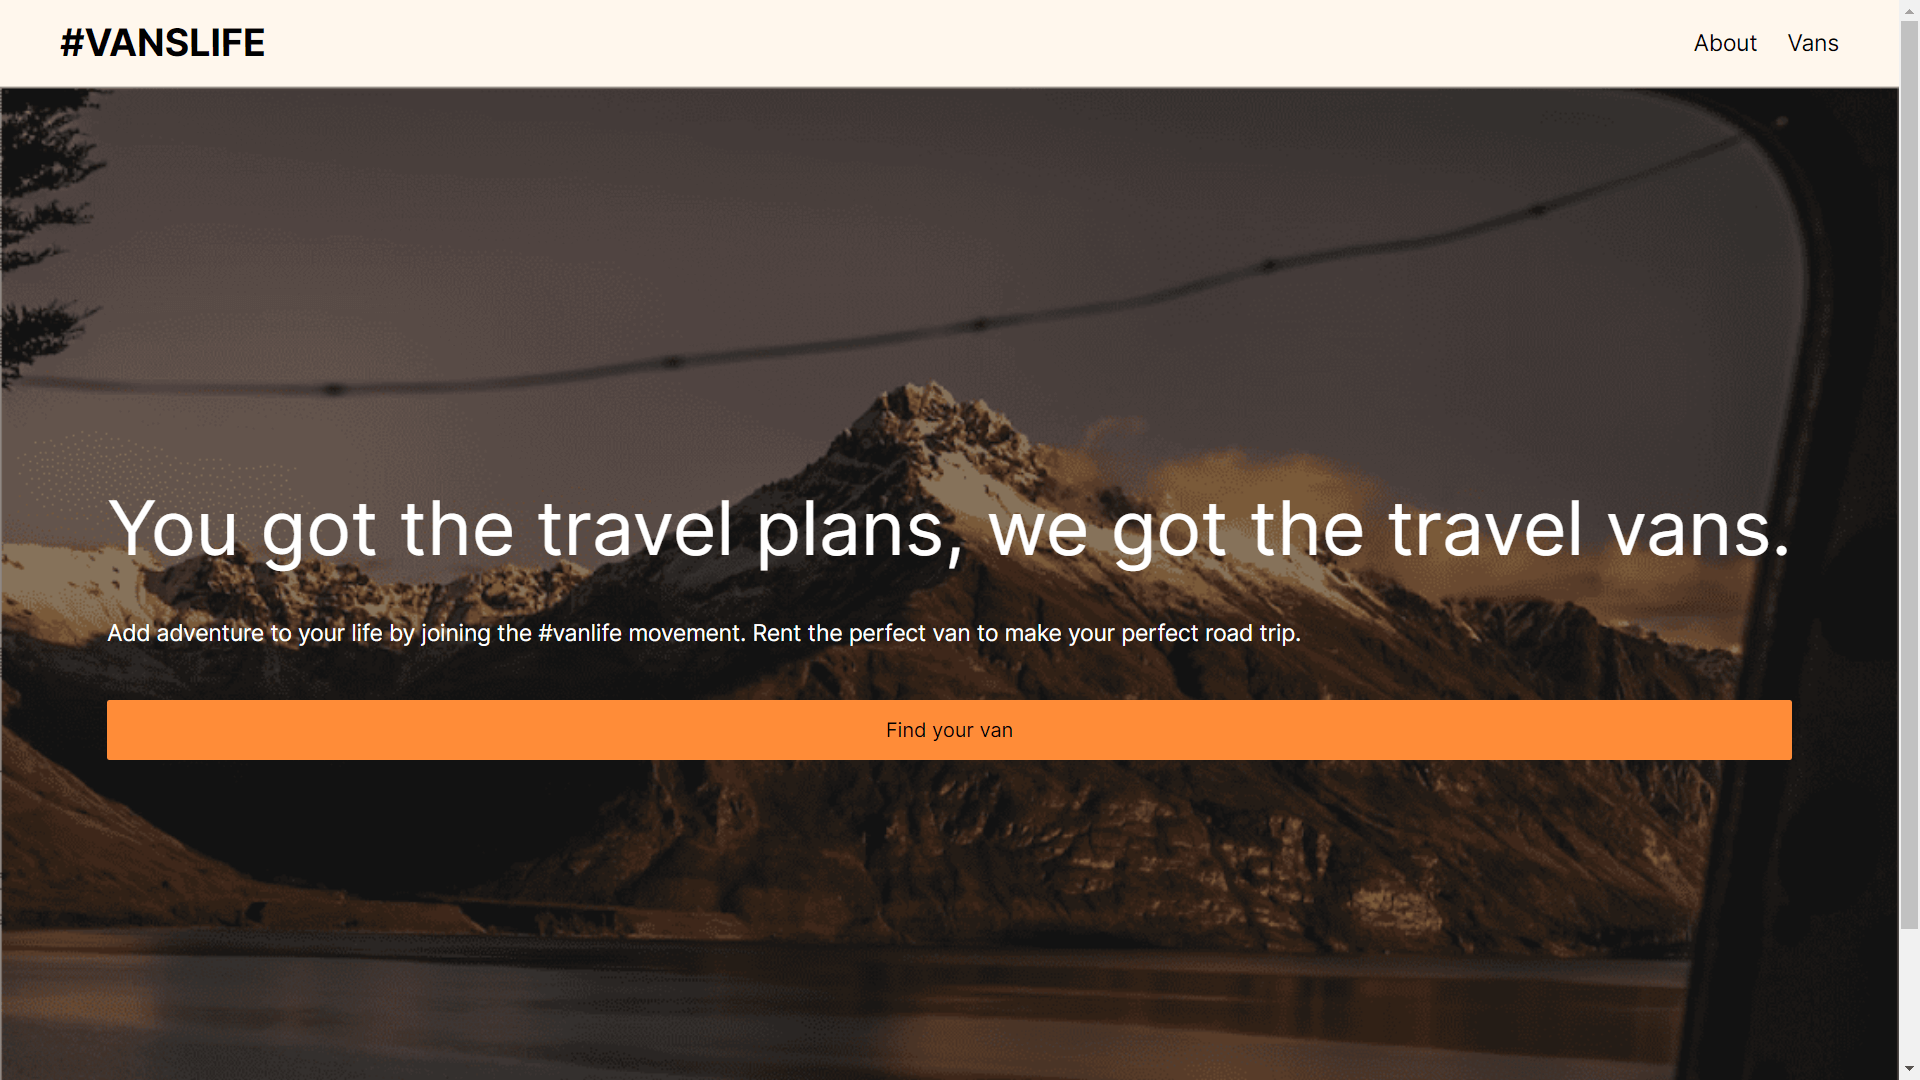 #VANSLIFE
About Vans
You got the travel plans, we got the travel vans.
Add adventure to your life by joining the #vanlife movement. Rent the perfect van to make your perfect road trip.
Find your van